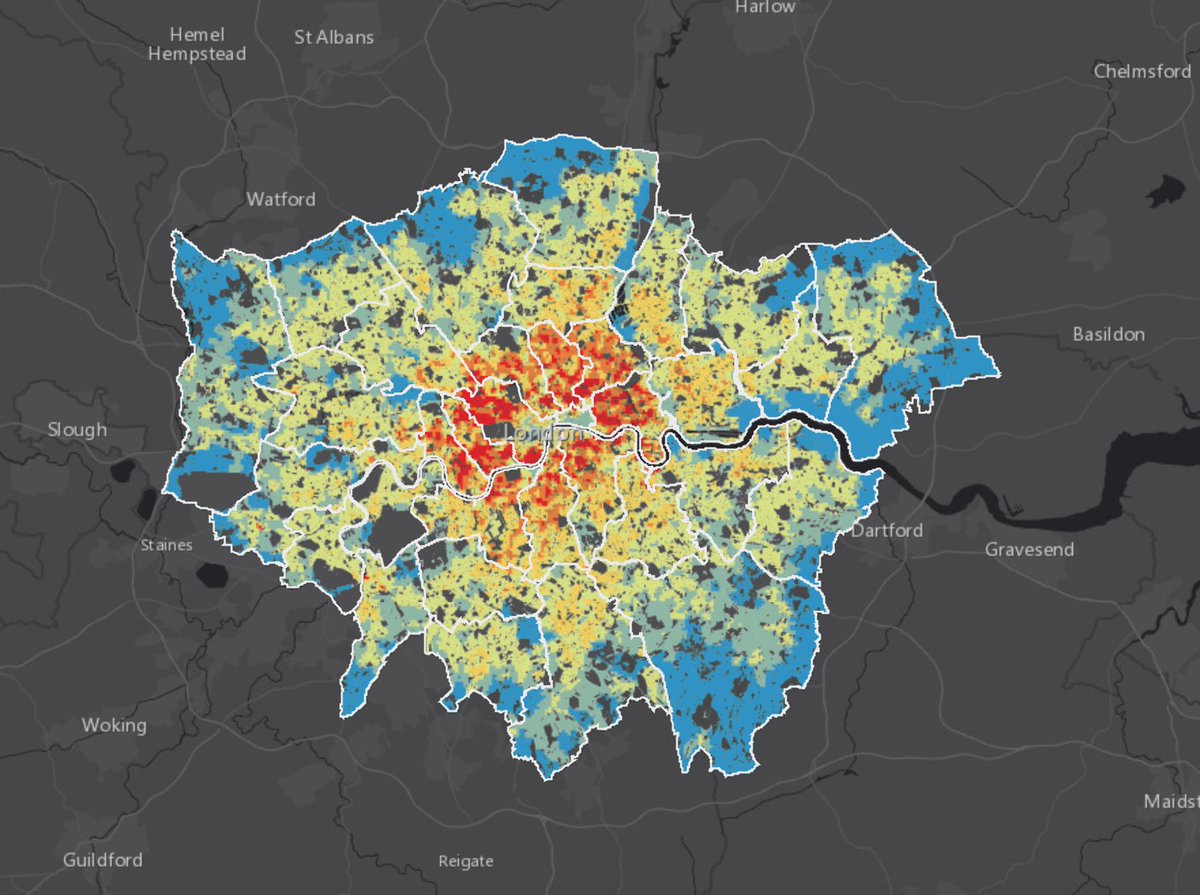 Harlow
Hemel
Hempstead
St Albans
Chelmsford
Watford
Basildon
Slough
London
Staines
Dartford
Gravesend
Woking
Maidst
Guildford
Reigate